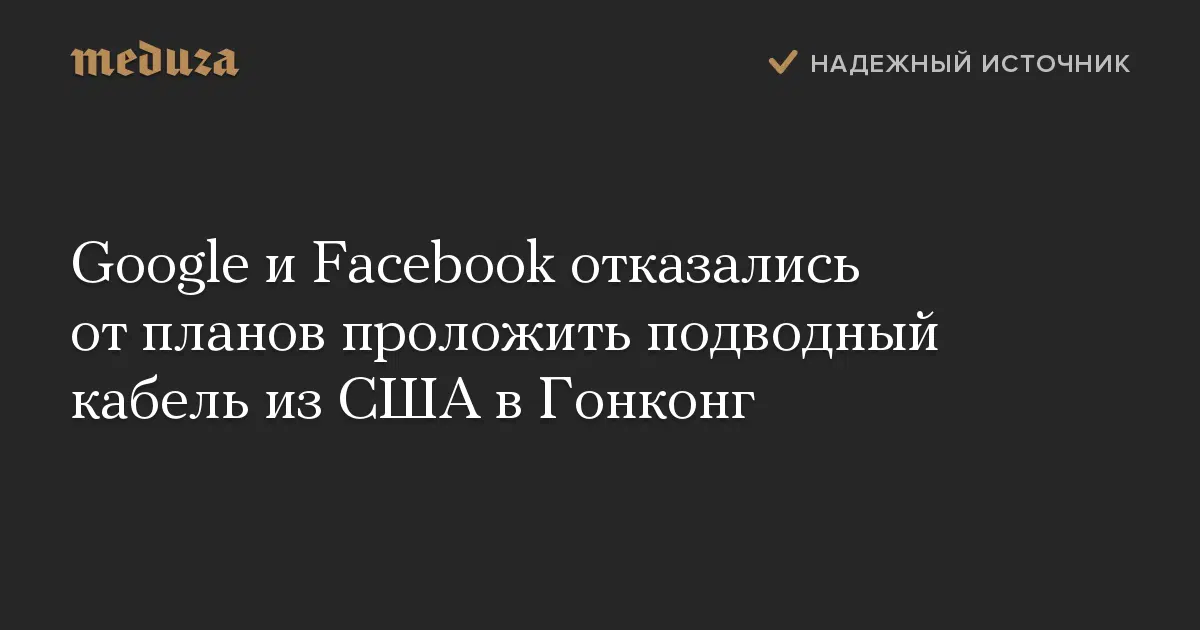 meduza
НАДЕЖНЫЙ ИСТОЧНИК
Google и Facebook отказались
от планов проложить подводный
кабель из США в Гонконг